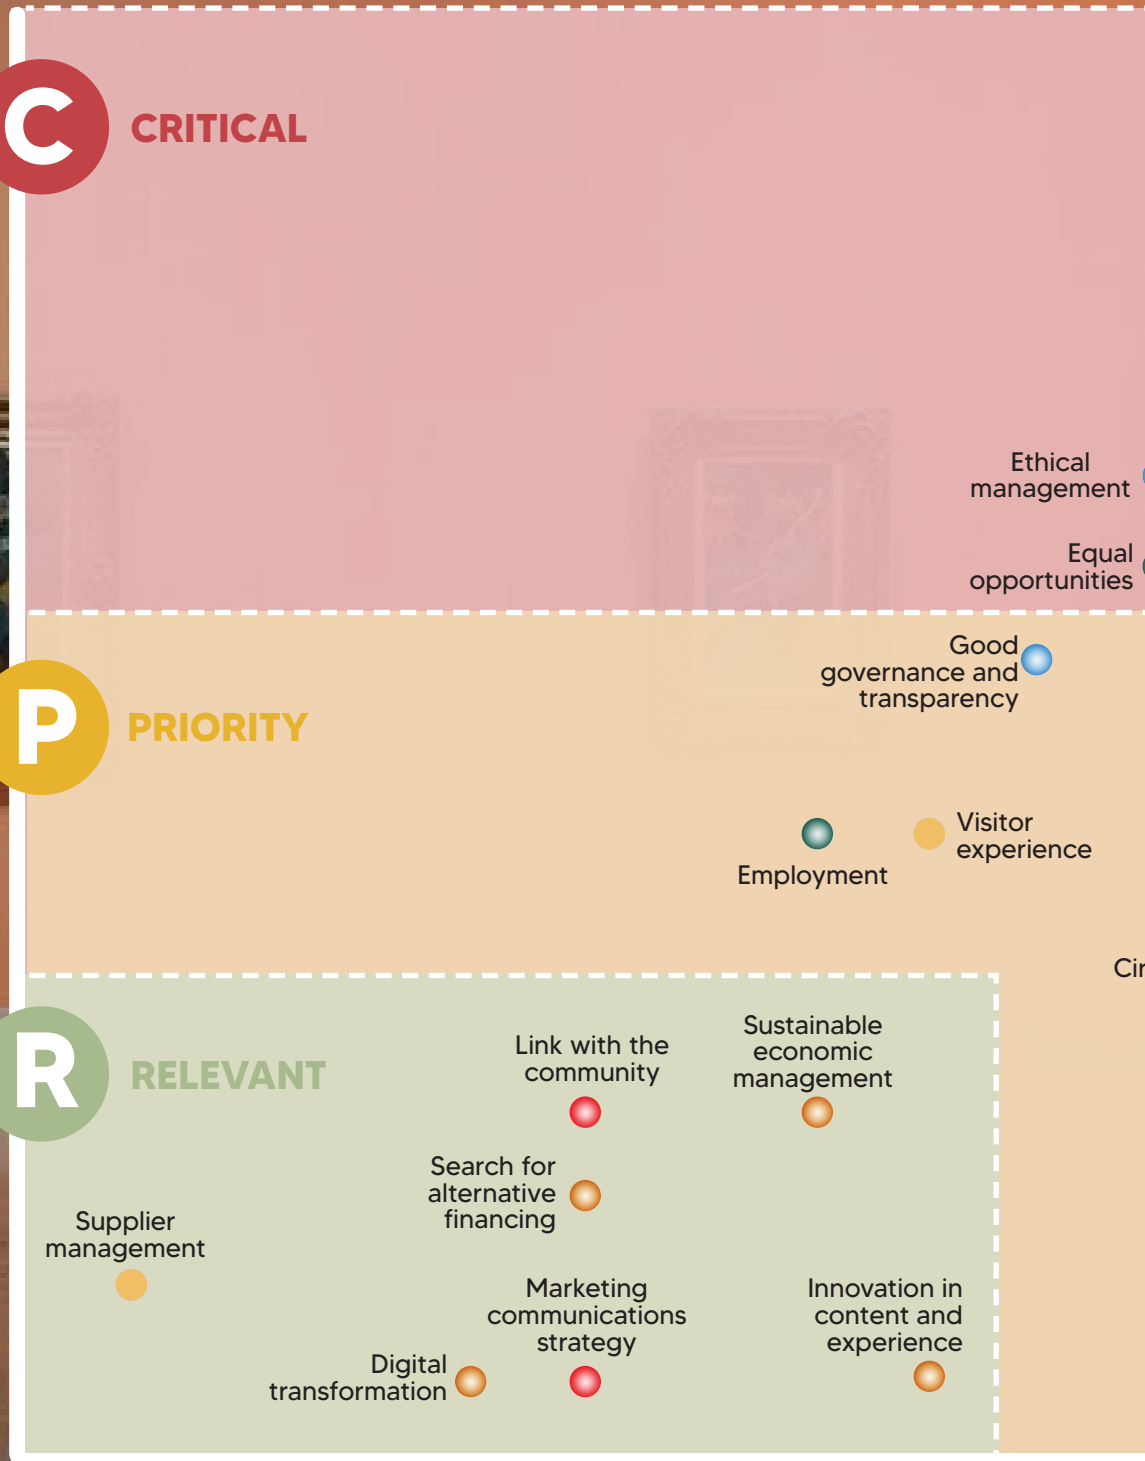 C
CRITICAL
Ethical
management
Equal
opportunities
P
PRIORITY
Good
governance and
transparency
Employment
Visitor
experience
R
RELEVANT
Link with the
community
Sustainable
economic
management
Search for
alternative
financing
Supplier
management
Marketing
communications
strategy
Innovation in
content and
experience
Digital
transformation